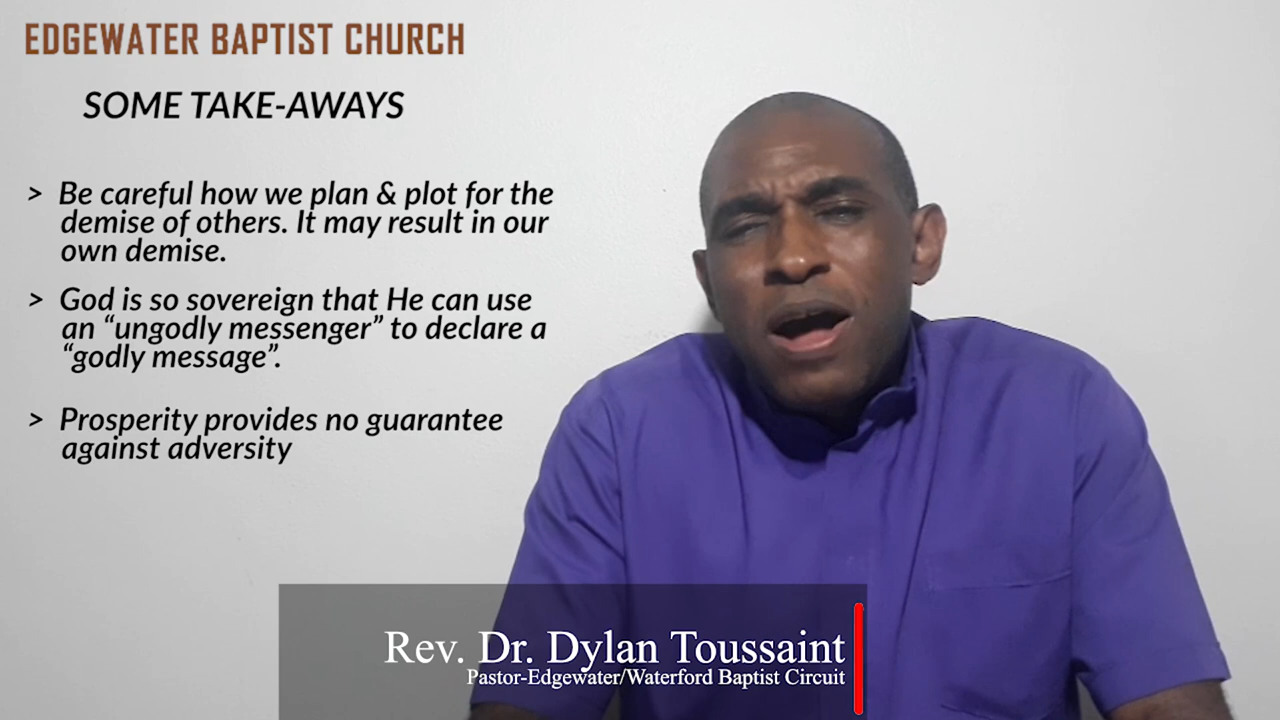 EDGEWATER BAPTIST CHURCH
SOME TAKE-AWAYS
> Be careful how we plan & plot for the
demise of others. It may result in our
own demise.
> God is so sovereign that He can use
an “ungodly messenger” to declare a
“godly message”.
> Prosperity provides no guarantee
against adversity
Rev. Dr. Dylan Toussaint
Pastor-Edgewater/Waterford Baptist Circuit